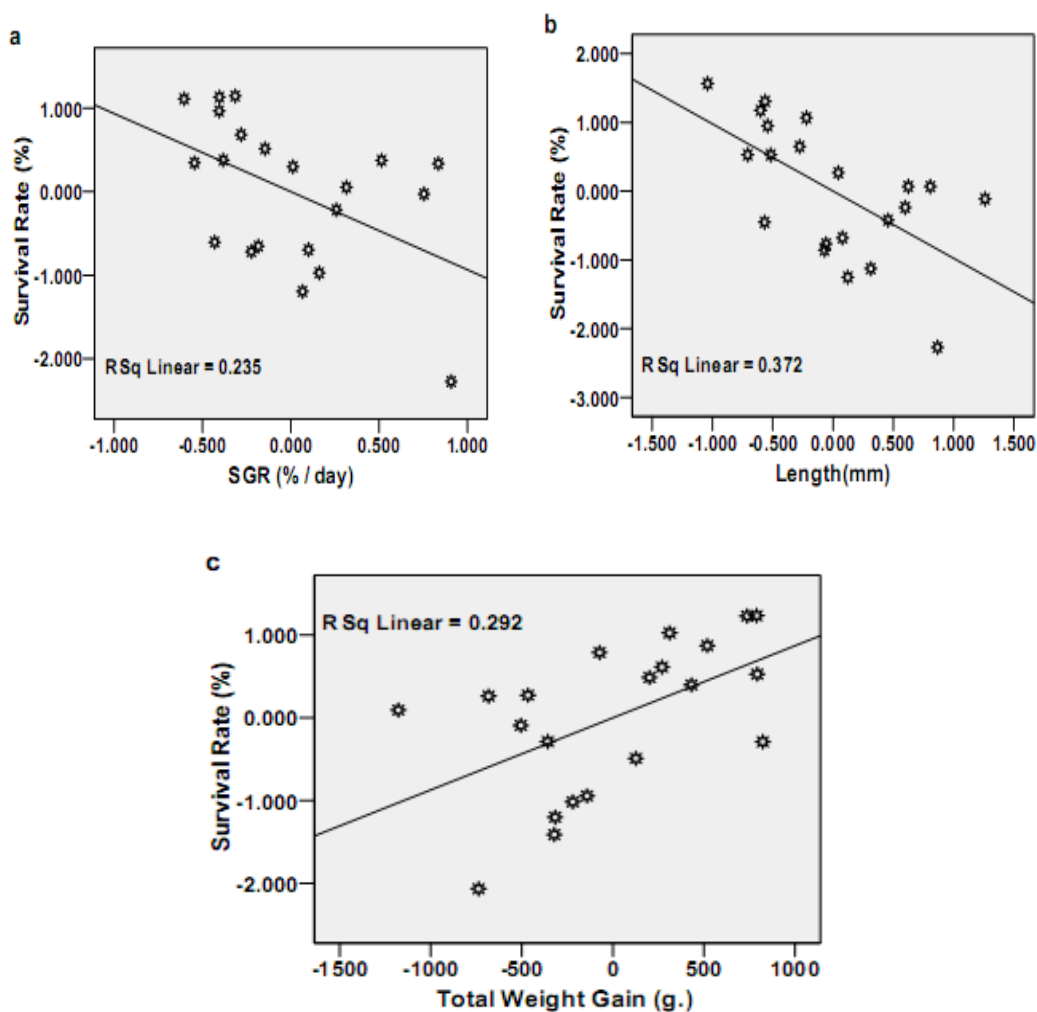 a
Survival Rate (%)
1.000
0.000
-1.000
-2.000
RSq Linear = 0.235
-1.000 -0.500 0.000 0.500 1.000
SGR (% / day)
b
Survival Rate (%)
2.000
1.000
0.000
-1.000
-2.000
-3.000
RSq Linear = 0.372
-1.500 -1.000 -0.500 0.000 0.500 1.000 1.500
Length(mm)
c
Survival Rate (%)
R Sq Linear = 0.292
1.000
0.000
-1.000
-2.000
-1500 -1000 -500 0 500 1000
Total Weight Gain (g.)